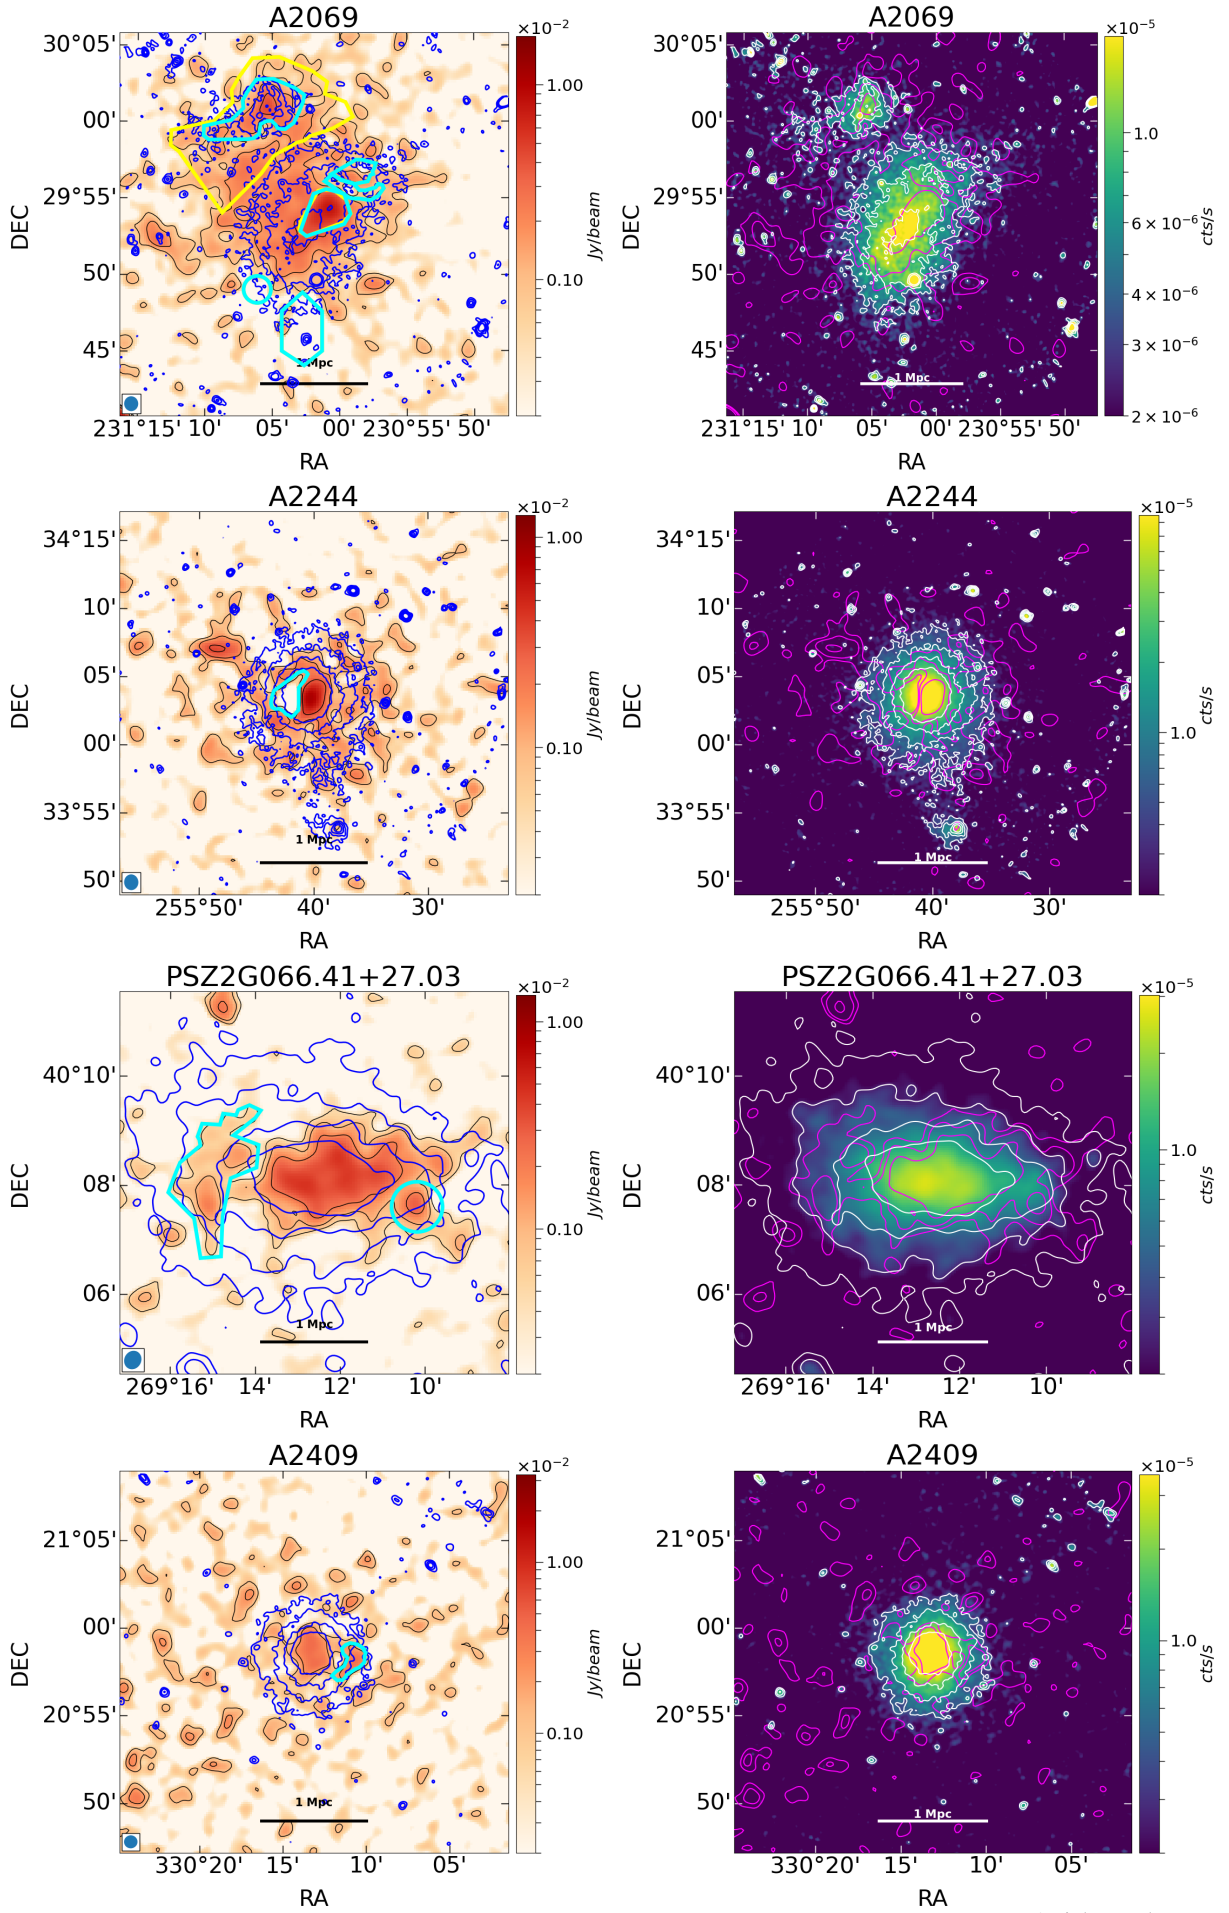 A2069
A2069
×10⁻²
×10⁻⁵
30°05'
00'
29°55'
50'
45'
DEC
1 Mpc
231°15' 10' 05' 00' 230°55' 50'
RA
1.00
0.10
Jy/beam
30°05'
00'
29°55'
50'
45'
DEC
1 Mpc
231°15' 10' 05' 00' 230°55' 50'
RA
1.0
6 × 10⁻⁶
4 × 10⁻⁶
3 × 10⁻⁶
2 × 10⁻⁶
cts/s
A2244
A2244
×10⁻²
×10⁻⁵
34°15'
10'
05'
00'
33°55'
50'
DEC
1 Mpc
255°50' 40' 30'
RA
1.00
0.10
Jy/beam
34°15'
10'
05'
00'
33°55'
50'
DEC
1 Mpc
255°50' 40' 30'
RA
1.0
cts/s
PSZ2G066.41+27.03
PSZ2G066.41+27.03
×10⁻²
×10⁻⁵
40°10'
08'
06'
DEC
1 Mpc
269°16' 14' 12' 10'
RA
1.00
0.10
Jy/beam
40°10'
08'
06'
DEC
1 Mpc
269°16' 14' 12' 10'
RA
1.0
cts/s
A2409
A2409
×10⁻²
×10⁻⁵
21°05'
00'
20°55'
50'
DEC
1 Mpc
330°20' 15' 10' 05'
RA
1.00
0.10
Jy/beam
21°05'
00'
20°55'
50'
DEC
1 Mpc
330°20' 15' 10' 05'
RA
1.0
cts/s